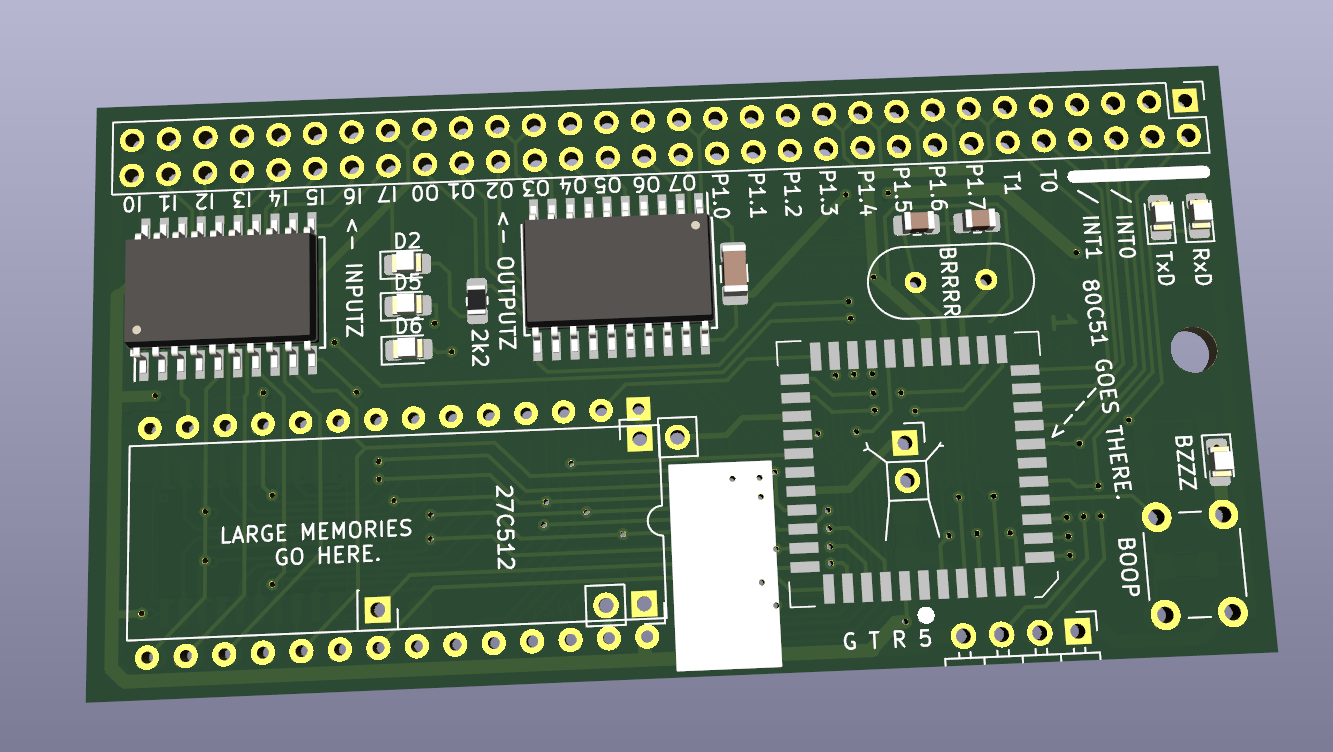 I0 I1 I2 I3 I4 I5 I6 I7 O0 O1 O2 O3 O4 O5 O6 O7 P1.0 P1.1 P1.2 P1.3 P1.4 P1.5 P1.6 P1.7 T1 T0 /INT1 /INT0
<- INPUTZ
D2
D5
D6
2k2
<- OUTPUTZ
BRRRR
TxD
RxD
1
80C51 GOES THERE.
BZZZ
BOOP
27C512
LARGE MEMORIES
GO HERE.
G T R 5